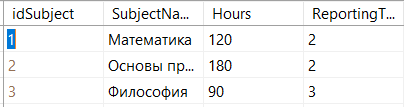 idSubject SubjectNa... Hours ReportingT...
1 Математика 120 2
2 Основы пр... 180 2
3 Философия 90 3